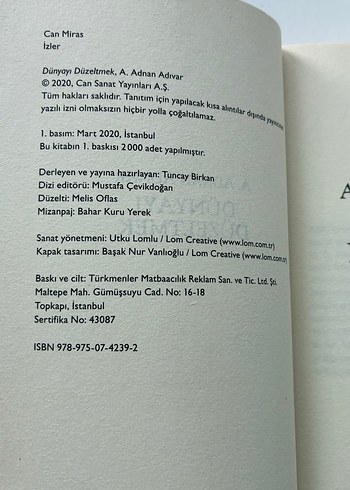 Can Miras
İzler
Dünyayı Düzeltmek, A. Adnan Adıvar
© 2020, Can Sanat Yayınları A.Ş.
Tüm hakları saklıdır. Tanıtım için yapılacak kısa alıntılar dışında yayıncının
yazılı izni olmaksızın hiçbir yolla çoğaltılamaz.
1. basım: Mart 2020, İstanbul
Bu kitabın 1. baskısı 2000 adet yapılmıştır.
Derleyen ve yayına hazırlayan: Tuncay Birkan
Dizi editörü: Mustafa Çevikdoğan
Düzelti: Melis Oflas
Mizanpaj: Bahar Kuru Yerek
Sanat yönetmeni: Utku Lomlu / Lom Creative (www.lom.com.tr)
Kapak tasarımı: Başak Nur Vanlıoğlu / Lom Creative (www.lom.com.tr)
Baskı ve cilt: Türkmenler Matbaacılık Reklam San. ve Tic. Ltd. Şti.
Maltepe Mah. Gümüşsuyu Cad. No: 16-18
Topkapı, İstanbul
Sertifika No: 43087
ISBN 978-975-07-4239-2
A